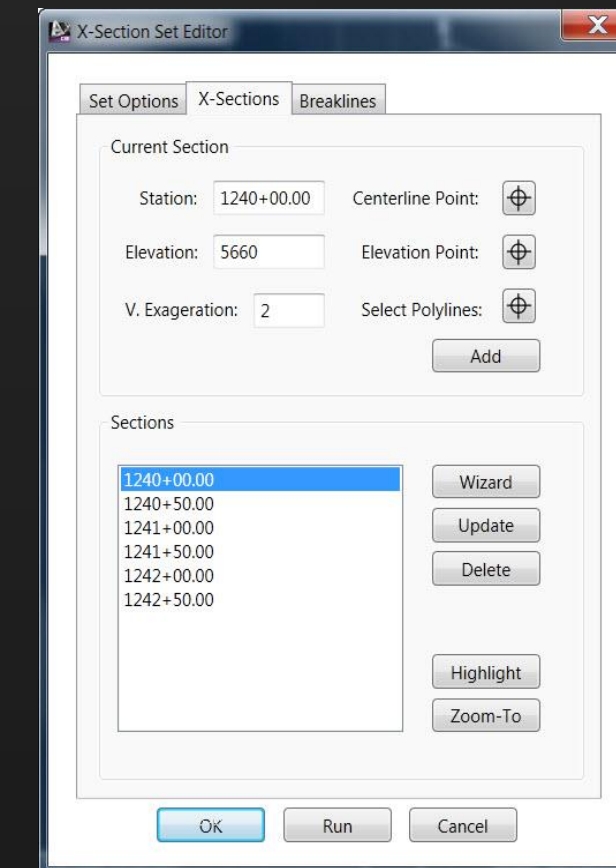 X-Section Set Editor
Set Options X-Sections Breaklines
Current Section
Station: 1240+00.00 Centerline Point:
Elevation: 5660 Elevation Point:
V. Exageration: 2 Select Polylines:
Add
Sections
1240+00.00
1240+50.00
1241+00.00
1241+50.00
1242+00.00
1242+50.00
Wizard
Update
Delete
Highlight
Zoom-To
OK Run Cancel